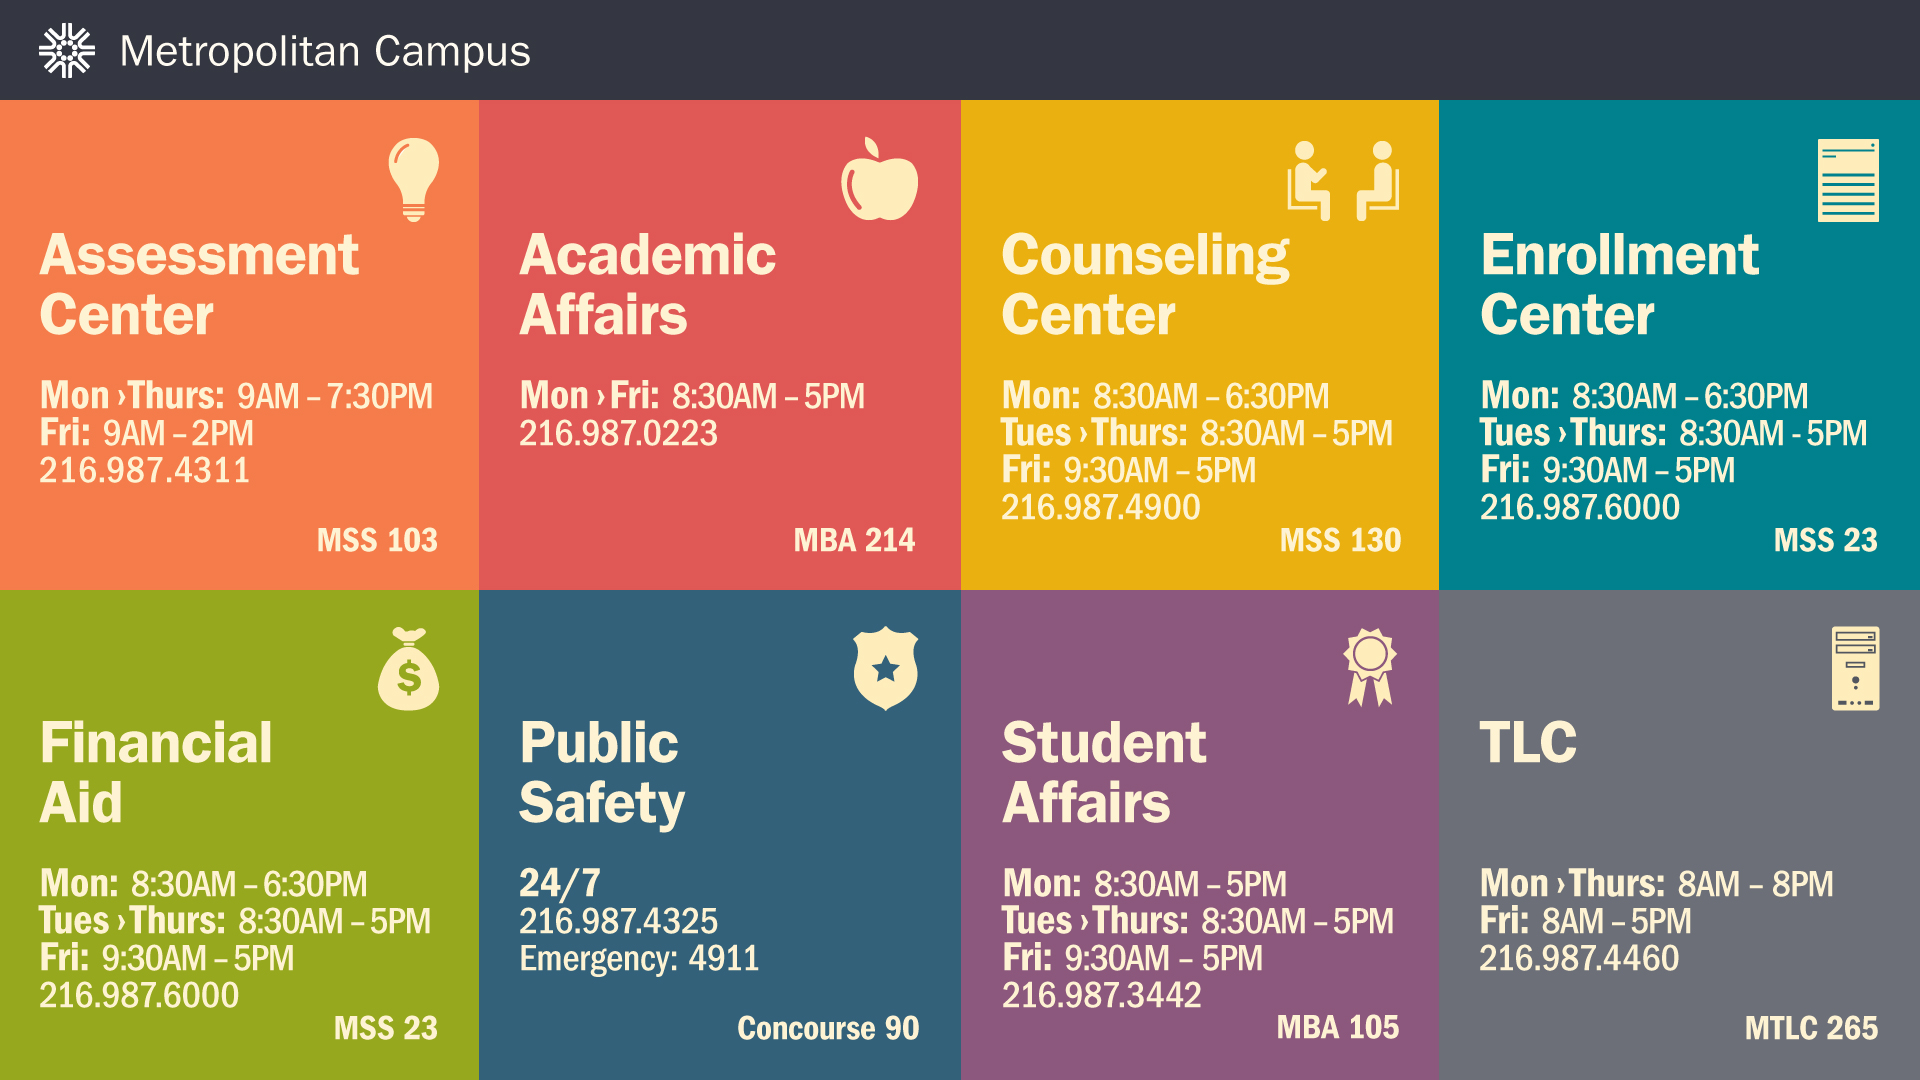 Metropolitan Campus
Assessment
Center
Mon ›Thurs: 9AM – 7:30PM
Fri: 9AM – 2PM
216.987.4311
MSS 103
Academic
Affairs
Mon › Fri: 8:30AM – 5PM
216.987.0223
MBA 214
Counseling
Center
Mon: 8:30AM – 6:30PM
Tues › Thurs: 8:30AM – 5PM
Fri: 9:30AM – 5PM
216.987.4900
MSS 130
Enrollment
Center
Mon: 8:30AM – 6:30PM
Tues › Thurs: 8:30AM - 5PM
Fri: 9:30AM – 5PM
216.987.6000
MSS 23
$
Financial
Aid
Mon: 8:30AM – 6:30PM
Tues › Thurs: 8:30AM – 5PM
Fri: 9:30AM – 5PM
216.987.6000
MSS 23
Public
Safety
24/7
216.987.4325
Emergency: 4911
Concourse 90
Student
Affairs
Mon: 8:30AM – 5PM
Tues › Thurs: 8:30AM – 5PM
Fri: 9:30AM – 5PM
216.987.3442
MBA 105
TLC
Mon › Thurs: 8AM – 8PM
Fri: 8AM – 5PM
216.987.4460
MTLC 265